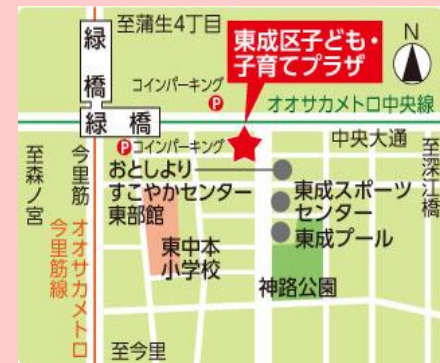 至蒲生4丁目
緑橋
東成区子ども・
子育てプラザ
N
コインパーキング
P
オオサカメトロ中央線
緑橋
P
コインパーキング
中央大通
至森ノ宮
今里筋
オオサカメトロ
今里筋線
おとしより
すこやかセンター
東部館
東成スポーツ
センター
東成プール
至深江橋
東中本
小学校
神路公園
至今里